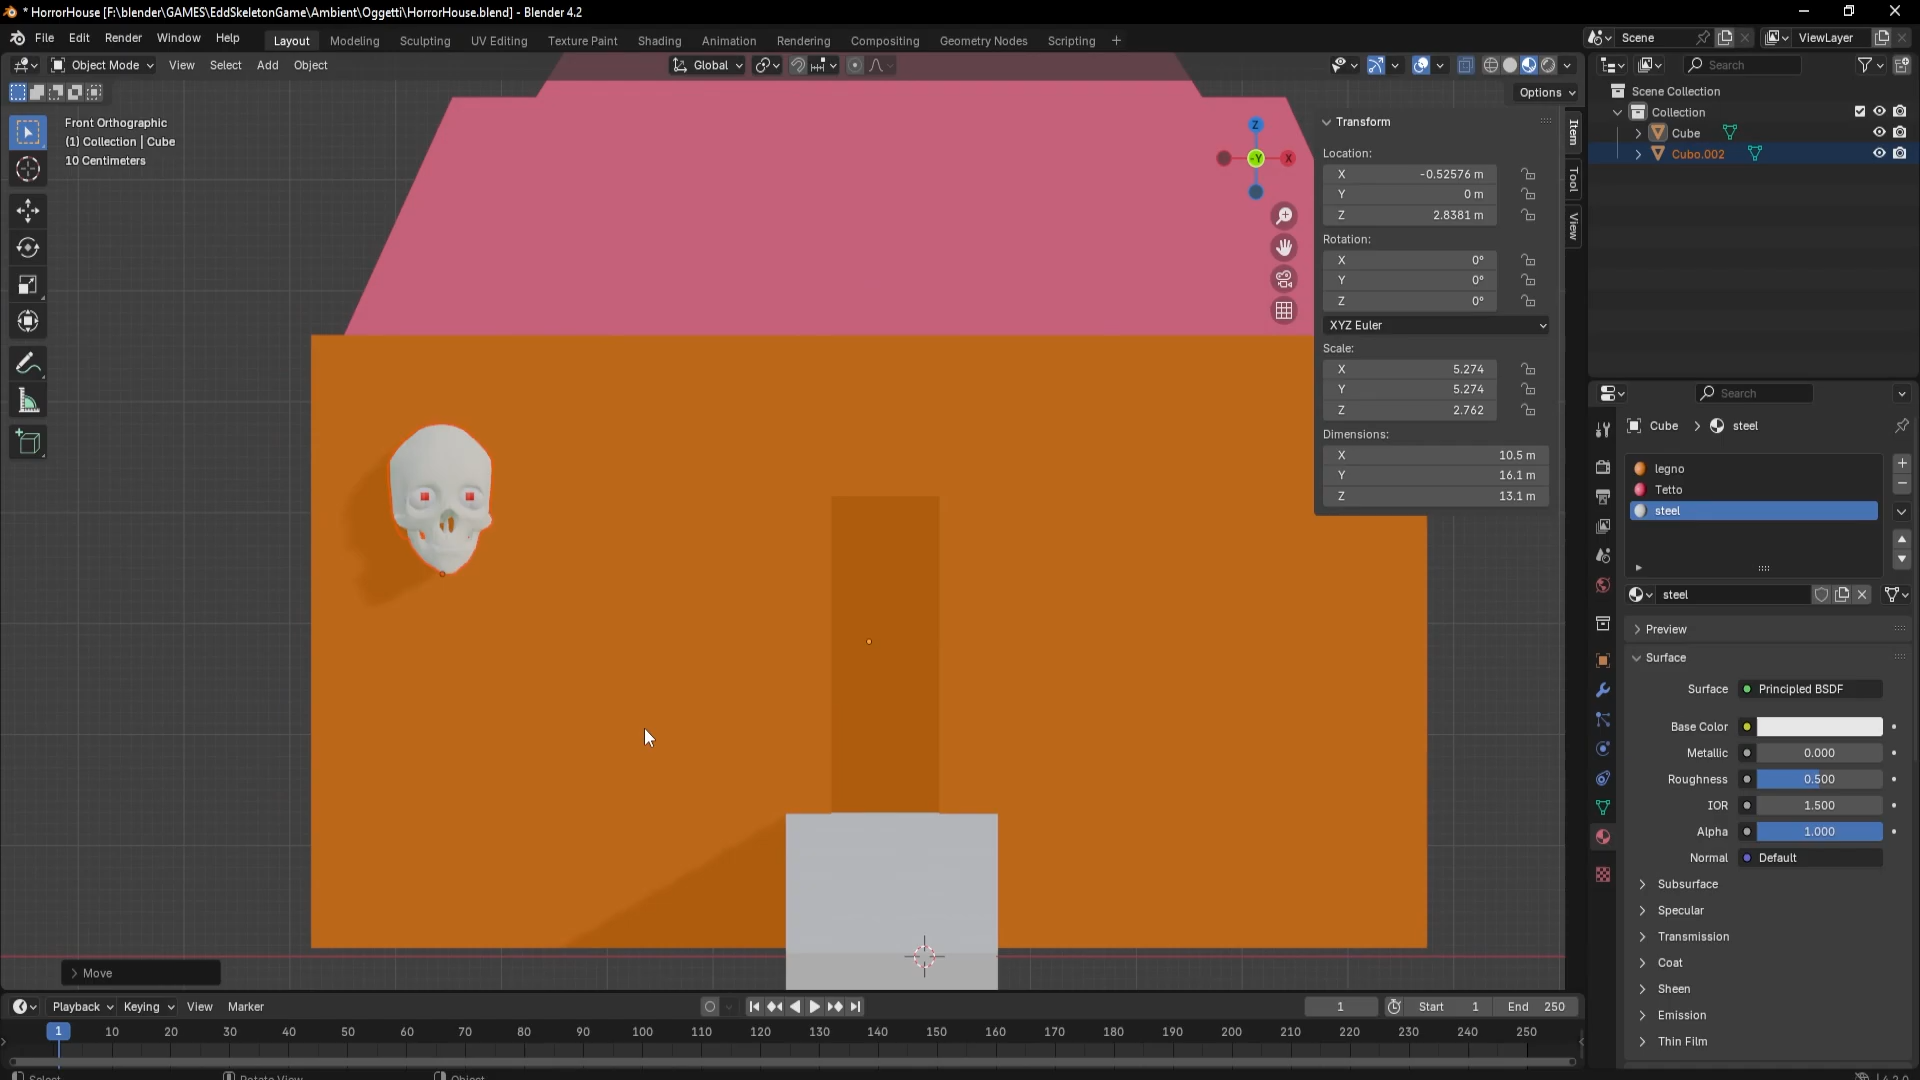 * HorrorHouse [F:\blender\GAMES\EddSkeletonGame\Ambient\Oggetti\HorrorHouse.blend] - Blender 4.2
File Edit Render Window Help Layout Modeling Sculpting UV Editing Texture Paint Shading Animation Rendering Compositing Geometry Nodes Scripting + Scene ViewLayer
Object Mode View Select Add Object Global Search
Options
Front Orthographic
(1) Collection | Cube
10 Centimeters
Z
-Y
X
Transform
Location:
X -0.52576 m
Y 0 m
Z 2.8381 m
Rotation:
X 0°
Y 0°
Z 0°
XYZ Euler
Scale:
X 5.274
Y 5.274
Z 2.762
Dimensions:
X 10.5 m
Y 16.1 m
Z 13.1 m
Item
Tool
View
Scene Collection
Collection
Cube
Cubo.002
Search
Cube > steel
legno
Tetto
steel
steel
Preview
Surface
Surface Principled BSDF
Base Color
Metallic 0.000
Roughness 0.500
IOR 1.500
Alpha 1.000
Normal Default
Subsurface
Specular
Transmission
Coat
Sheen
Emission
Thin Film
Move
Playback Keying View Marker 1 Start 1 End 250
1 10 20 30 40 50 60 70 80 90 100 110 120 130 140 150 160 170 180 190 200 210 220 230 240 250
Select Rotate View Object